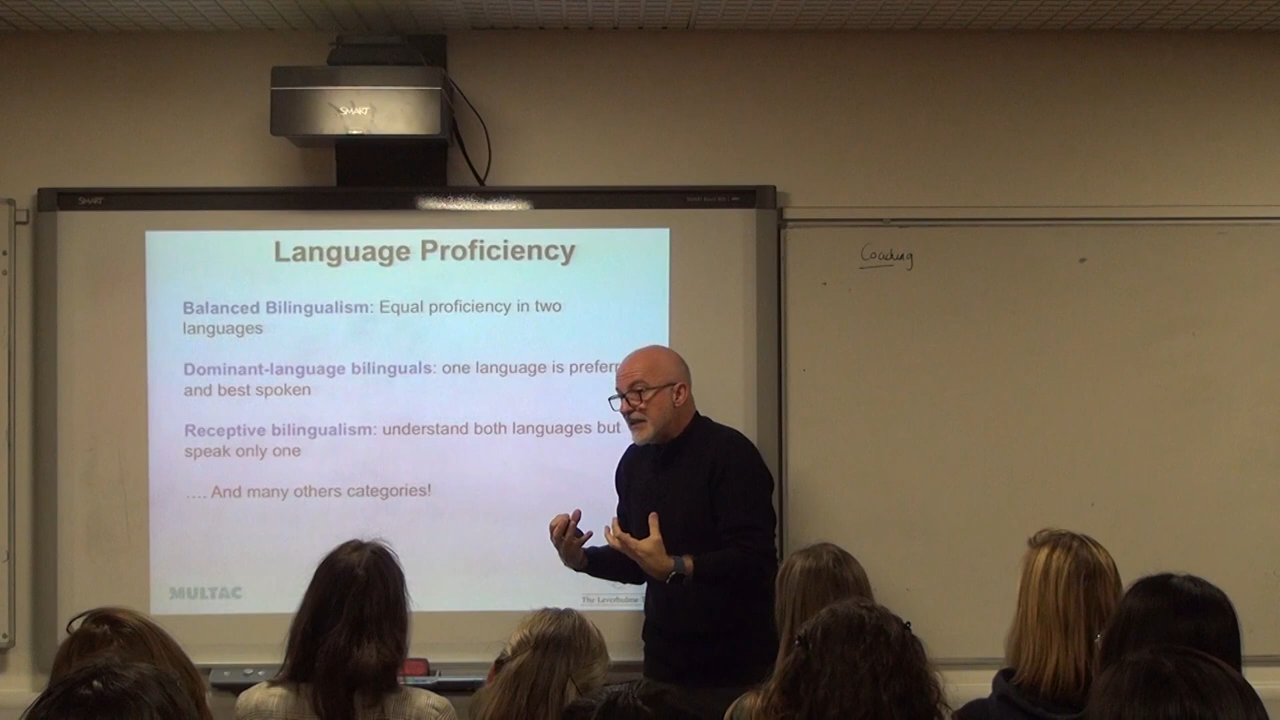 SMART
SMART
Language Proficiency
Balanced Bilingualism: Equal proficiency in two
languages
Dominant-language bilinguals: one language is
and best spoken
Receptive bilingualism: understand both languages but
speak only one
.... And many others categories!
MULTAC
The Leverhulme
Coaching